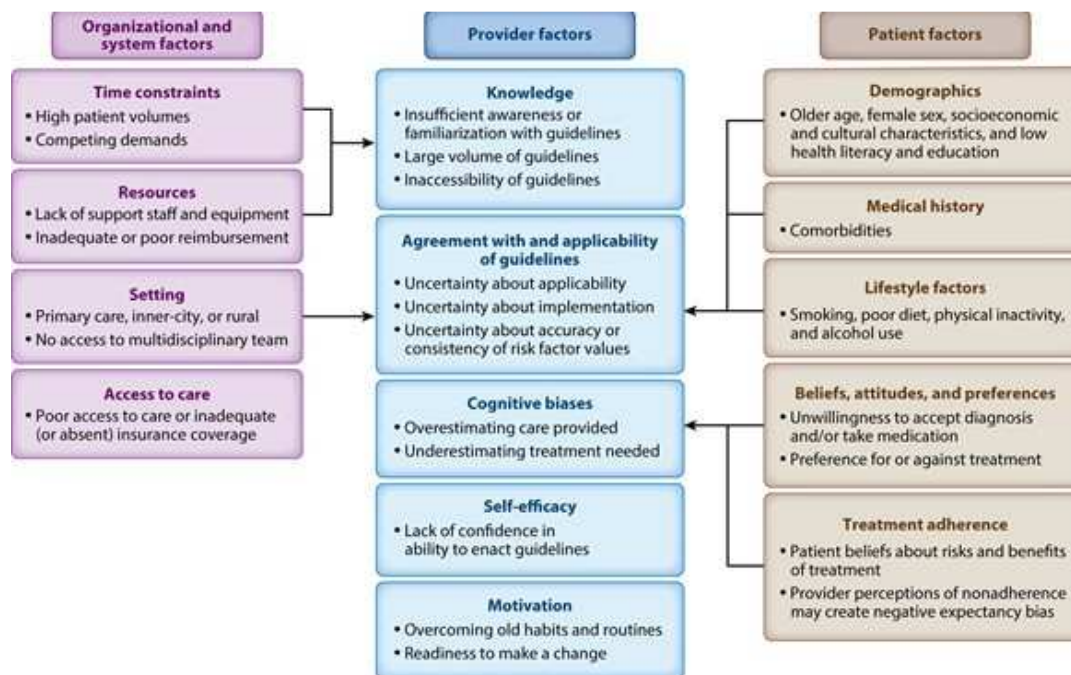 Organizational and
system factors
Time constraints
• High patient volumes
• Competing demands
Resources
• Lack of support staff and equipment
• Inadequate or poor reimbursement
Setting
• Primary care, inner-city, or rural
• No access to multidisciplinary team
Access to care
• Poor access to care or inadequate
(or absent) insurance coverage
Provider factors
Knowledge
• Insufficient awareness or
familiarization with guidelines
• Large volume of guidelines
• Inaccessibility of guidelines
Agreement with and applicability
of guidelines
• Uncertainty about applicability
• Uncertainty about implementation
• Uncertainty about accuracy or
consistency of risk factor values
Cognitive biases
• Overestimating care provided
• Underestimating treatment needed
Self-efficacy
• Lack of confidence in
ability to enact guidelines
Motivation
• Overcoming old habits and routines
• Readiness to make a change
Patient factors
Demographics
• Older age, female sex, socioeconomic
and cultural characteristics, and low
health literacy and education
Medical history
• Comorbidities
Lifestyle factors
• Smoking, poor diet, physical inactivity,
and alcohol use
Beliefs, attitudes, and preferences
• Unwillingness to accept diagnosis
and/or take medication
• Preference for or against treatment
Treatment adherence
• Patient beliefs about risks and benefits
of treatment
• Provider perceptions of nonadherence
may create negative expectancy bias